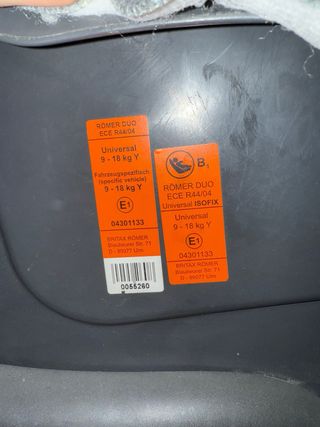 RÖMER DUO
ECE R44/04
Universal
9 - 18 kg Y
Fahrzeugspezifisch
(specific vehicle)
9 - 18 kg Y
E1
04301133
BRITAX RÖMER
Blaubeurer Str. 71
D - 89077 Ulm
0055260
B1
RÖMER DUO
ECE R44/04
Universal ISOFIX
Universal
9 - 18 kg Y
E1
04301133
BRITAX RÖMER
Blaubeurer Str. 71
D - 89077 Ulm